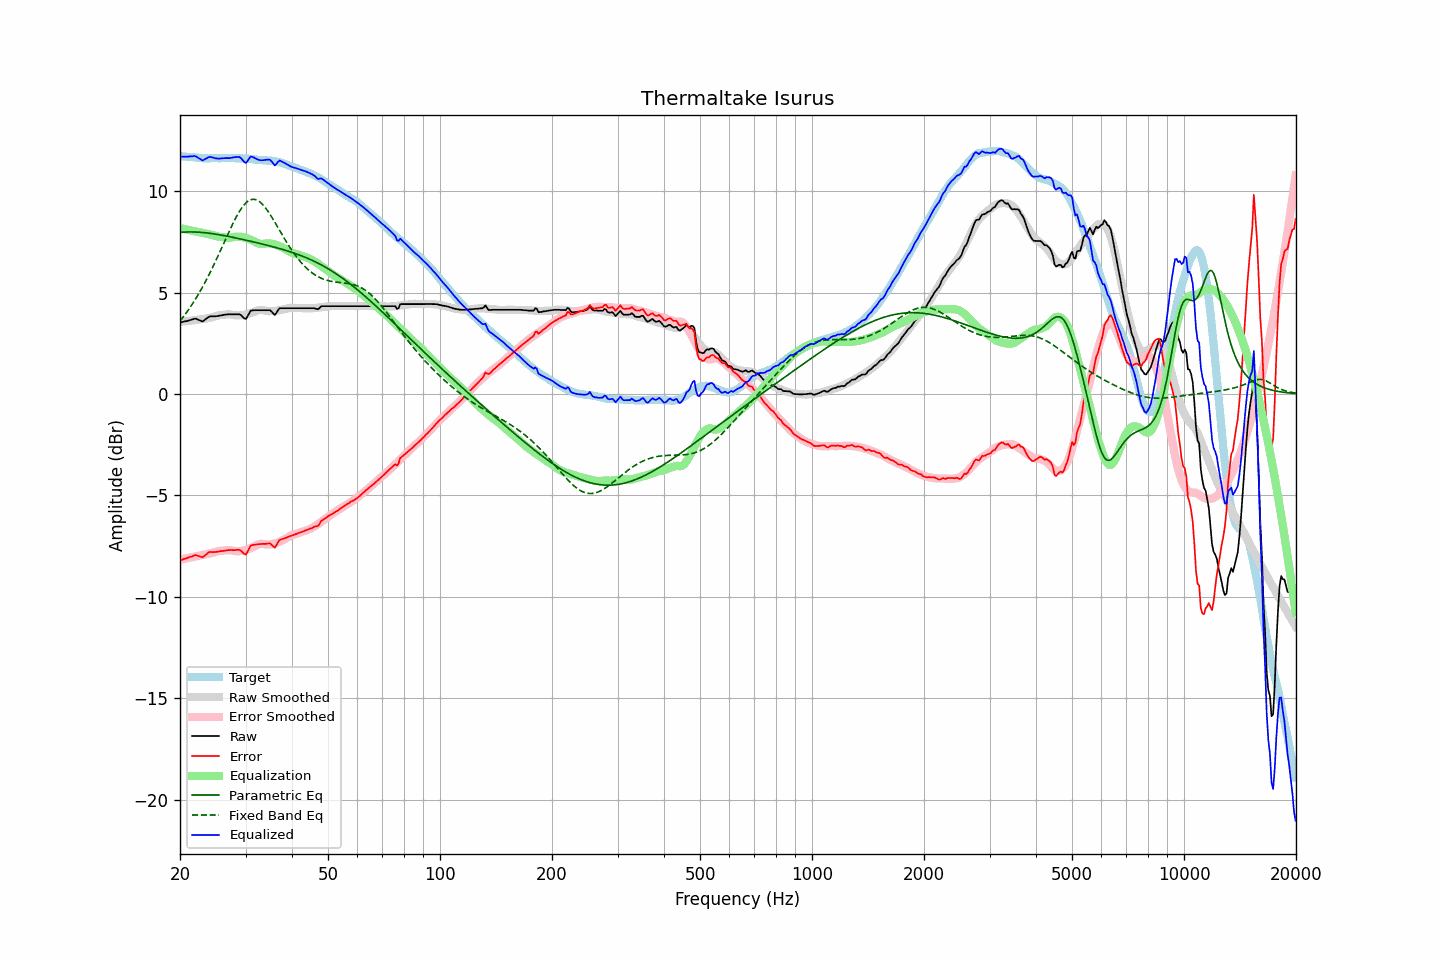 Thermaltake Isurus
Amplitude (dBr)
10
5
0
−5
−10
−15
−20
Target
Raw Smoothed
Error Smoothed
Raw
Error
Equalization
Parametric Eq
Fixed Band Eq
Equalized
20 50 100 200 500 1000 2000 5000 10000 20000
Frequency (Hz)